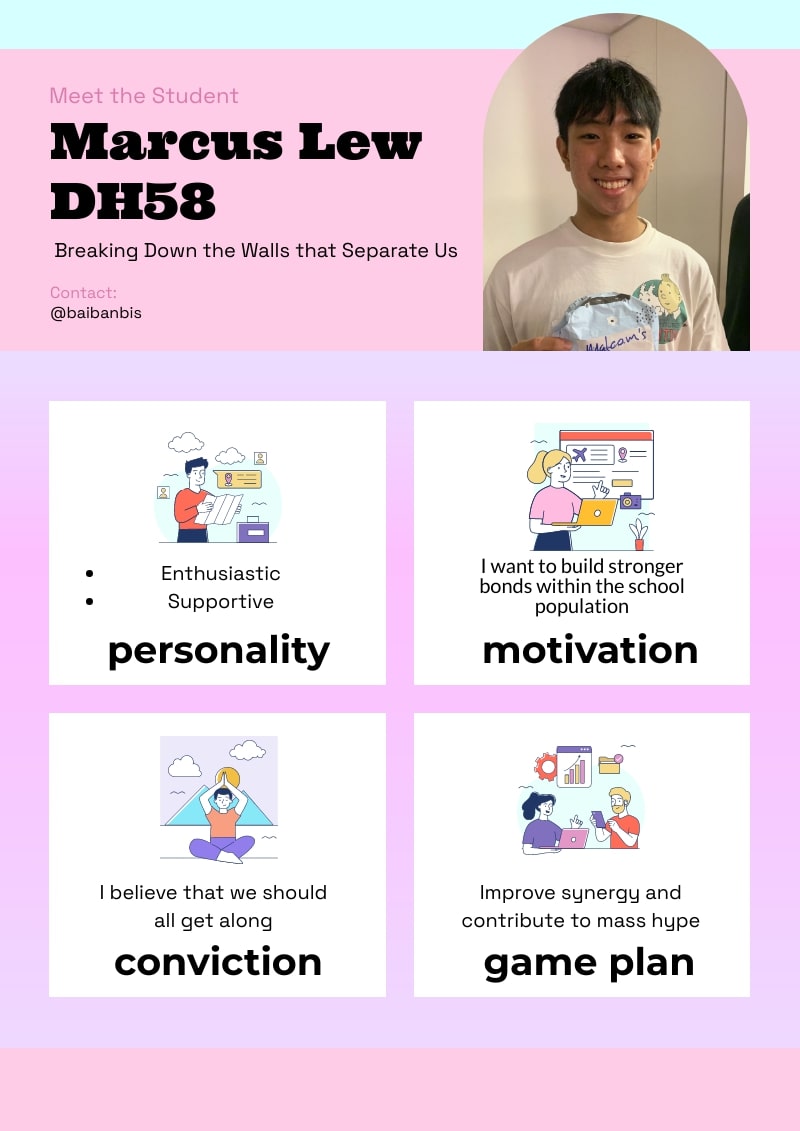 Meet the Student
Marcus Lew
DH58
Breaking Down the Walls that Separate Us
Contact:
@baibanbis
Malcom's
Enthusiastic
Supportive
personality
I want to build stronger
bonds within the school
population
motivation
I believe that we should
all get along
conviction
Improve synergy and
contribute to mass hype
game plan